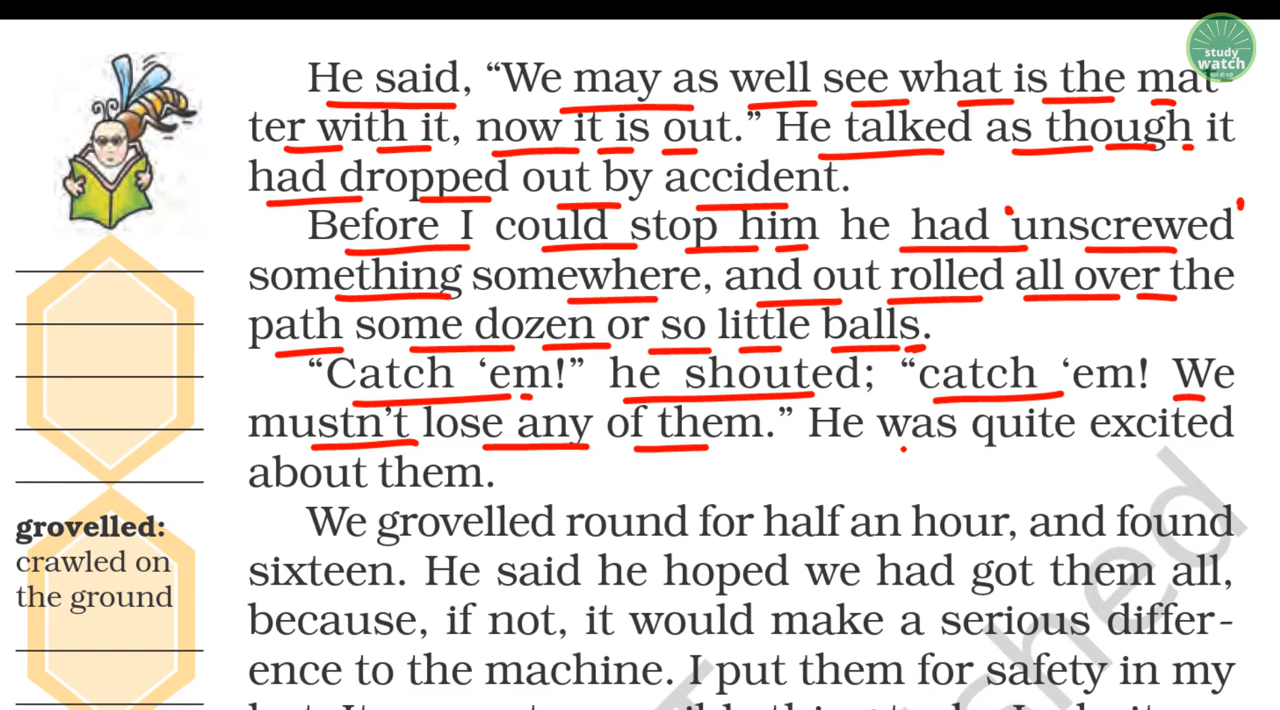 study
watch
He said, “We may as well see what is the mat-
ter with it, now it is out.” He talked as though it
had dropped out by accident.
Before I could stop him he had 'unscrewed'
something somewhere, and out rolled all over the
path some dozen or so little balls.
“Catch ‘em!” he shouted; “catch ‘em! We
mustn’t lose any of them.” He was quite excited
about them.
grovelled:
crawled on
the ground
We grovelled round for half an hour, and found
sixteen. He said he hoped we had got them all,
because, if not, it would make a serious differ-
ence to the machine. I put them for safety in my